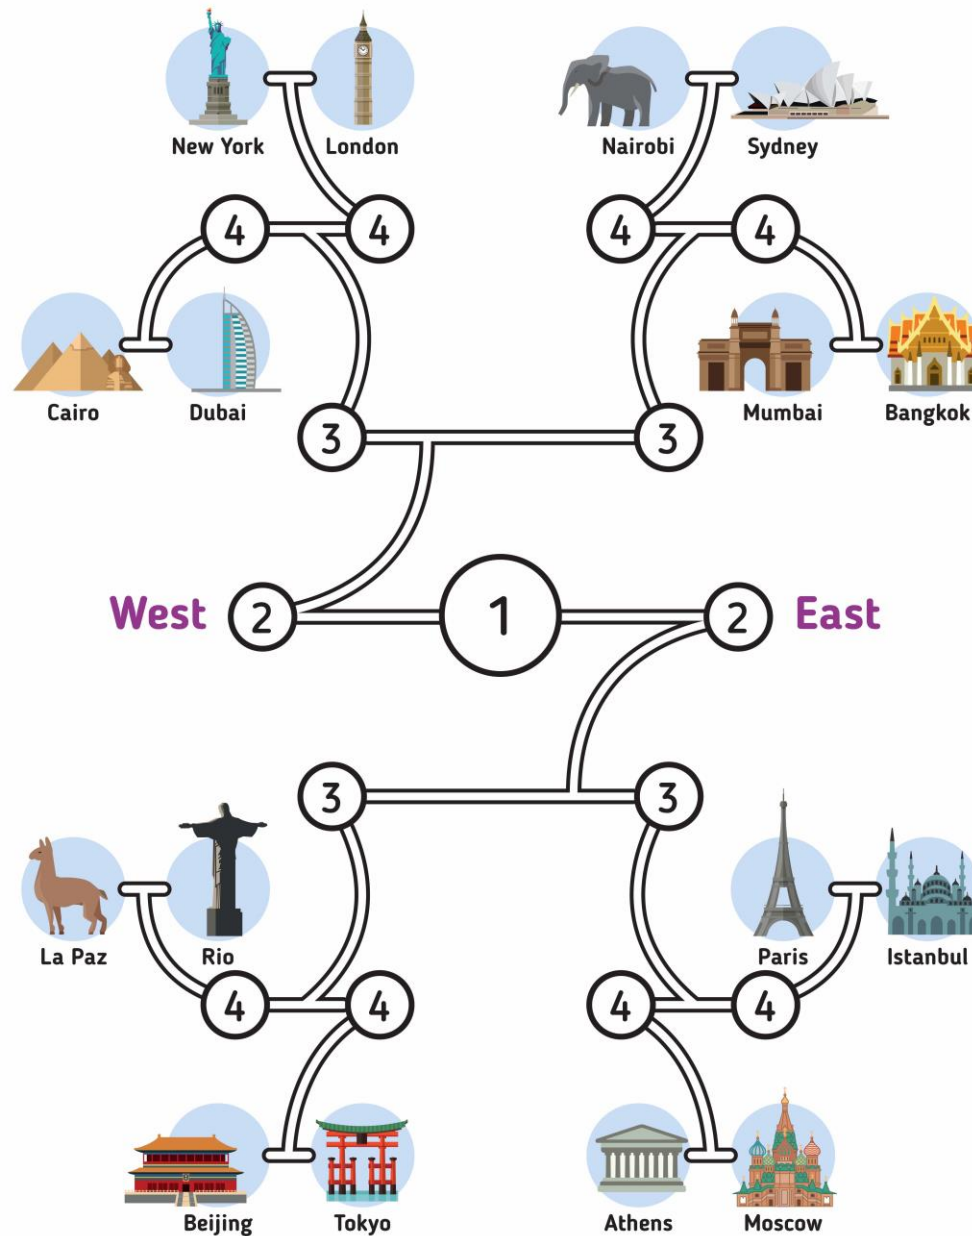 New York London
Nairobi Sydney
4 4
4 4
Cairo Dubai
Mumbai Bangkok
3 3
West 2 1 2 East
3 3
La Paz Rio
Paris Istanbul
4 4
4 4
Beijing Tokyo
Athens Moscow